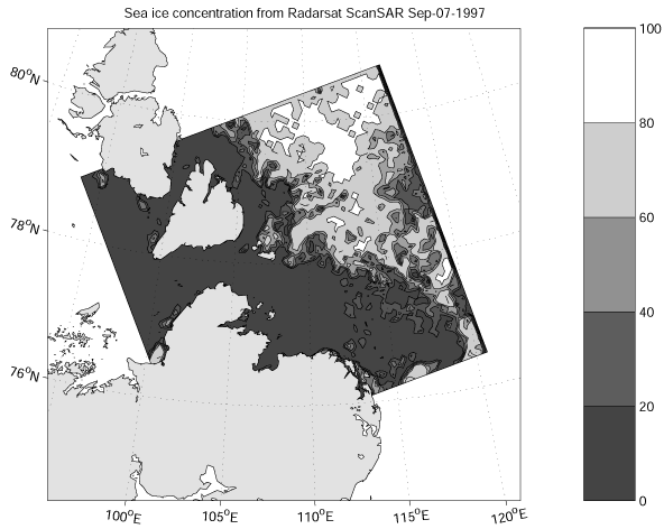 Sea ice concentration from Radarsat ScanSAR Sep-07-1997
100
80
60
40
20
0
80°N
78°N
76°N
100°E
105°E
110°E
115°E
120°E